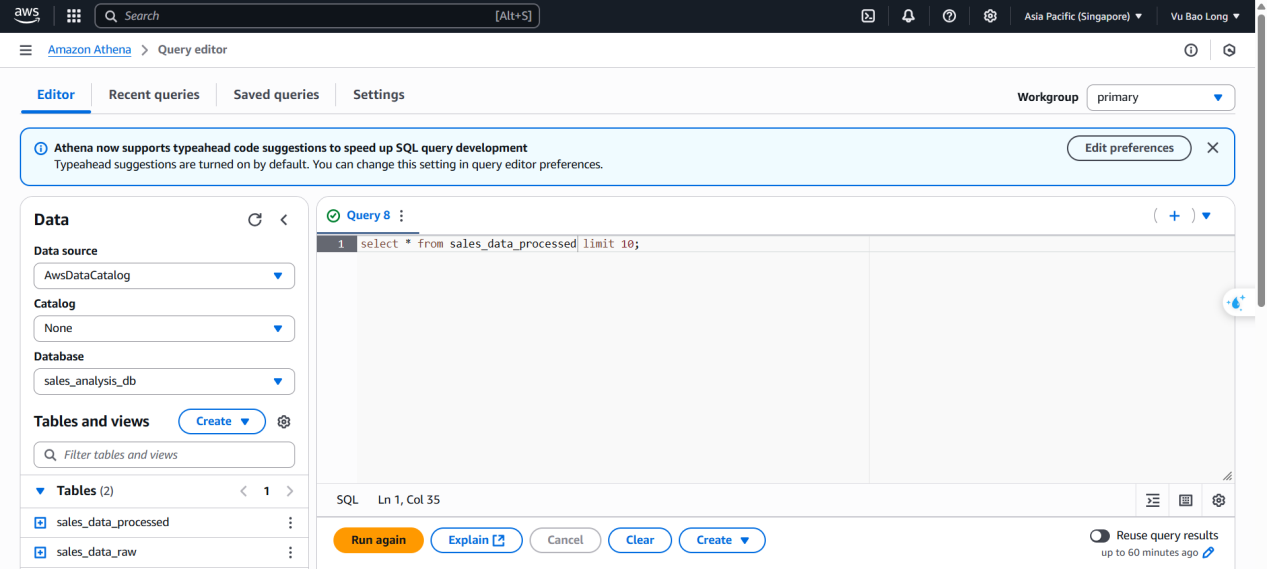 aws Search [Alt+S] Asia Pacific (Singapore) Vu Bao Long
Amazon Athena > Query editor
Editor Recent queries Saved queries Settings Workgroup primary
Athena now supports typeahead code suggestions to speed up SQL query development
Typeahead suggestions are turned on by default. You can change this setting in query editor preferences.
Edit preferences
Data
Data source
AwsDataCatalog
Catalog
None
Database
sales_analysis_db
Tables and views Create
Filter tables and views
Tables (2) < 1 >
sales_data_processed
sales_data_raw
Query 8
1 select * from sales_data_processed limit 10;
SQL Ln 1, Col 35
Run again Explain Cancel Clear Create
Reuse query results
up to 60 minutes ago